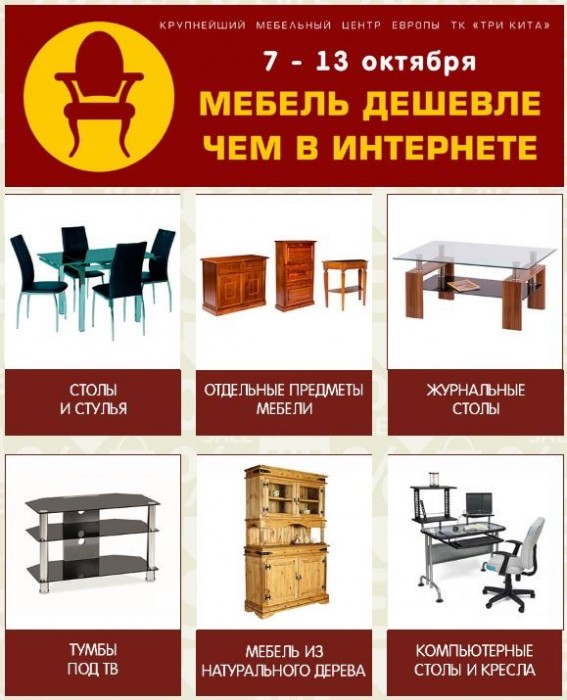 КРУПНЕЙШИЙ МЕБЕЛЬНЫЙ ЦЕНТР ЕВРОПЫ ТК «ТРИ КИТА»
7 - 13 октября
МЕБЕЛЬ ДЕШЕВЛЕ
ЧЕМ В ИНТЕРНЕТЕ
СТОЛЫ
И СТУЛЬЯ
ОТДЕЛЬНЫЕ ПРЕДМЕТЫ
МЕБЕЛИ
ЖУРНАЛЬНЫЕ
СТОЛЫ
ТУМБЫ
ПОД ТВ
МЕБЕЛЬ ИЗ
НАТУРАЛЬНОГО ДЕРЕВА
КОМПЬЮТЕРНЫЕ
СТОЛЫ И КРЕСЛА